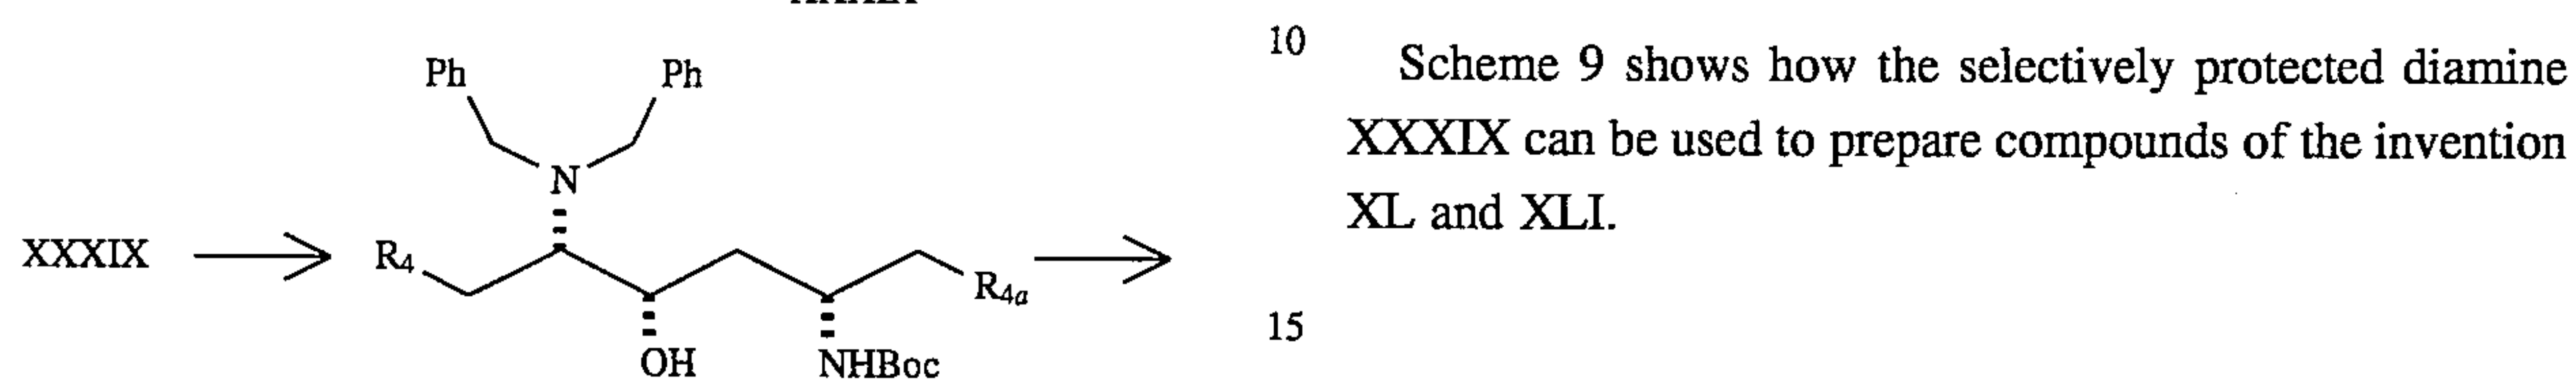 10
Scheme 9 shows how the selectively protected diamine
XXXIX can be used to prepare compounds of the invention
XL and XLI.
15
Ph Ph
N
XXXIX R4 R4a
OH NHBoc